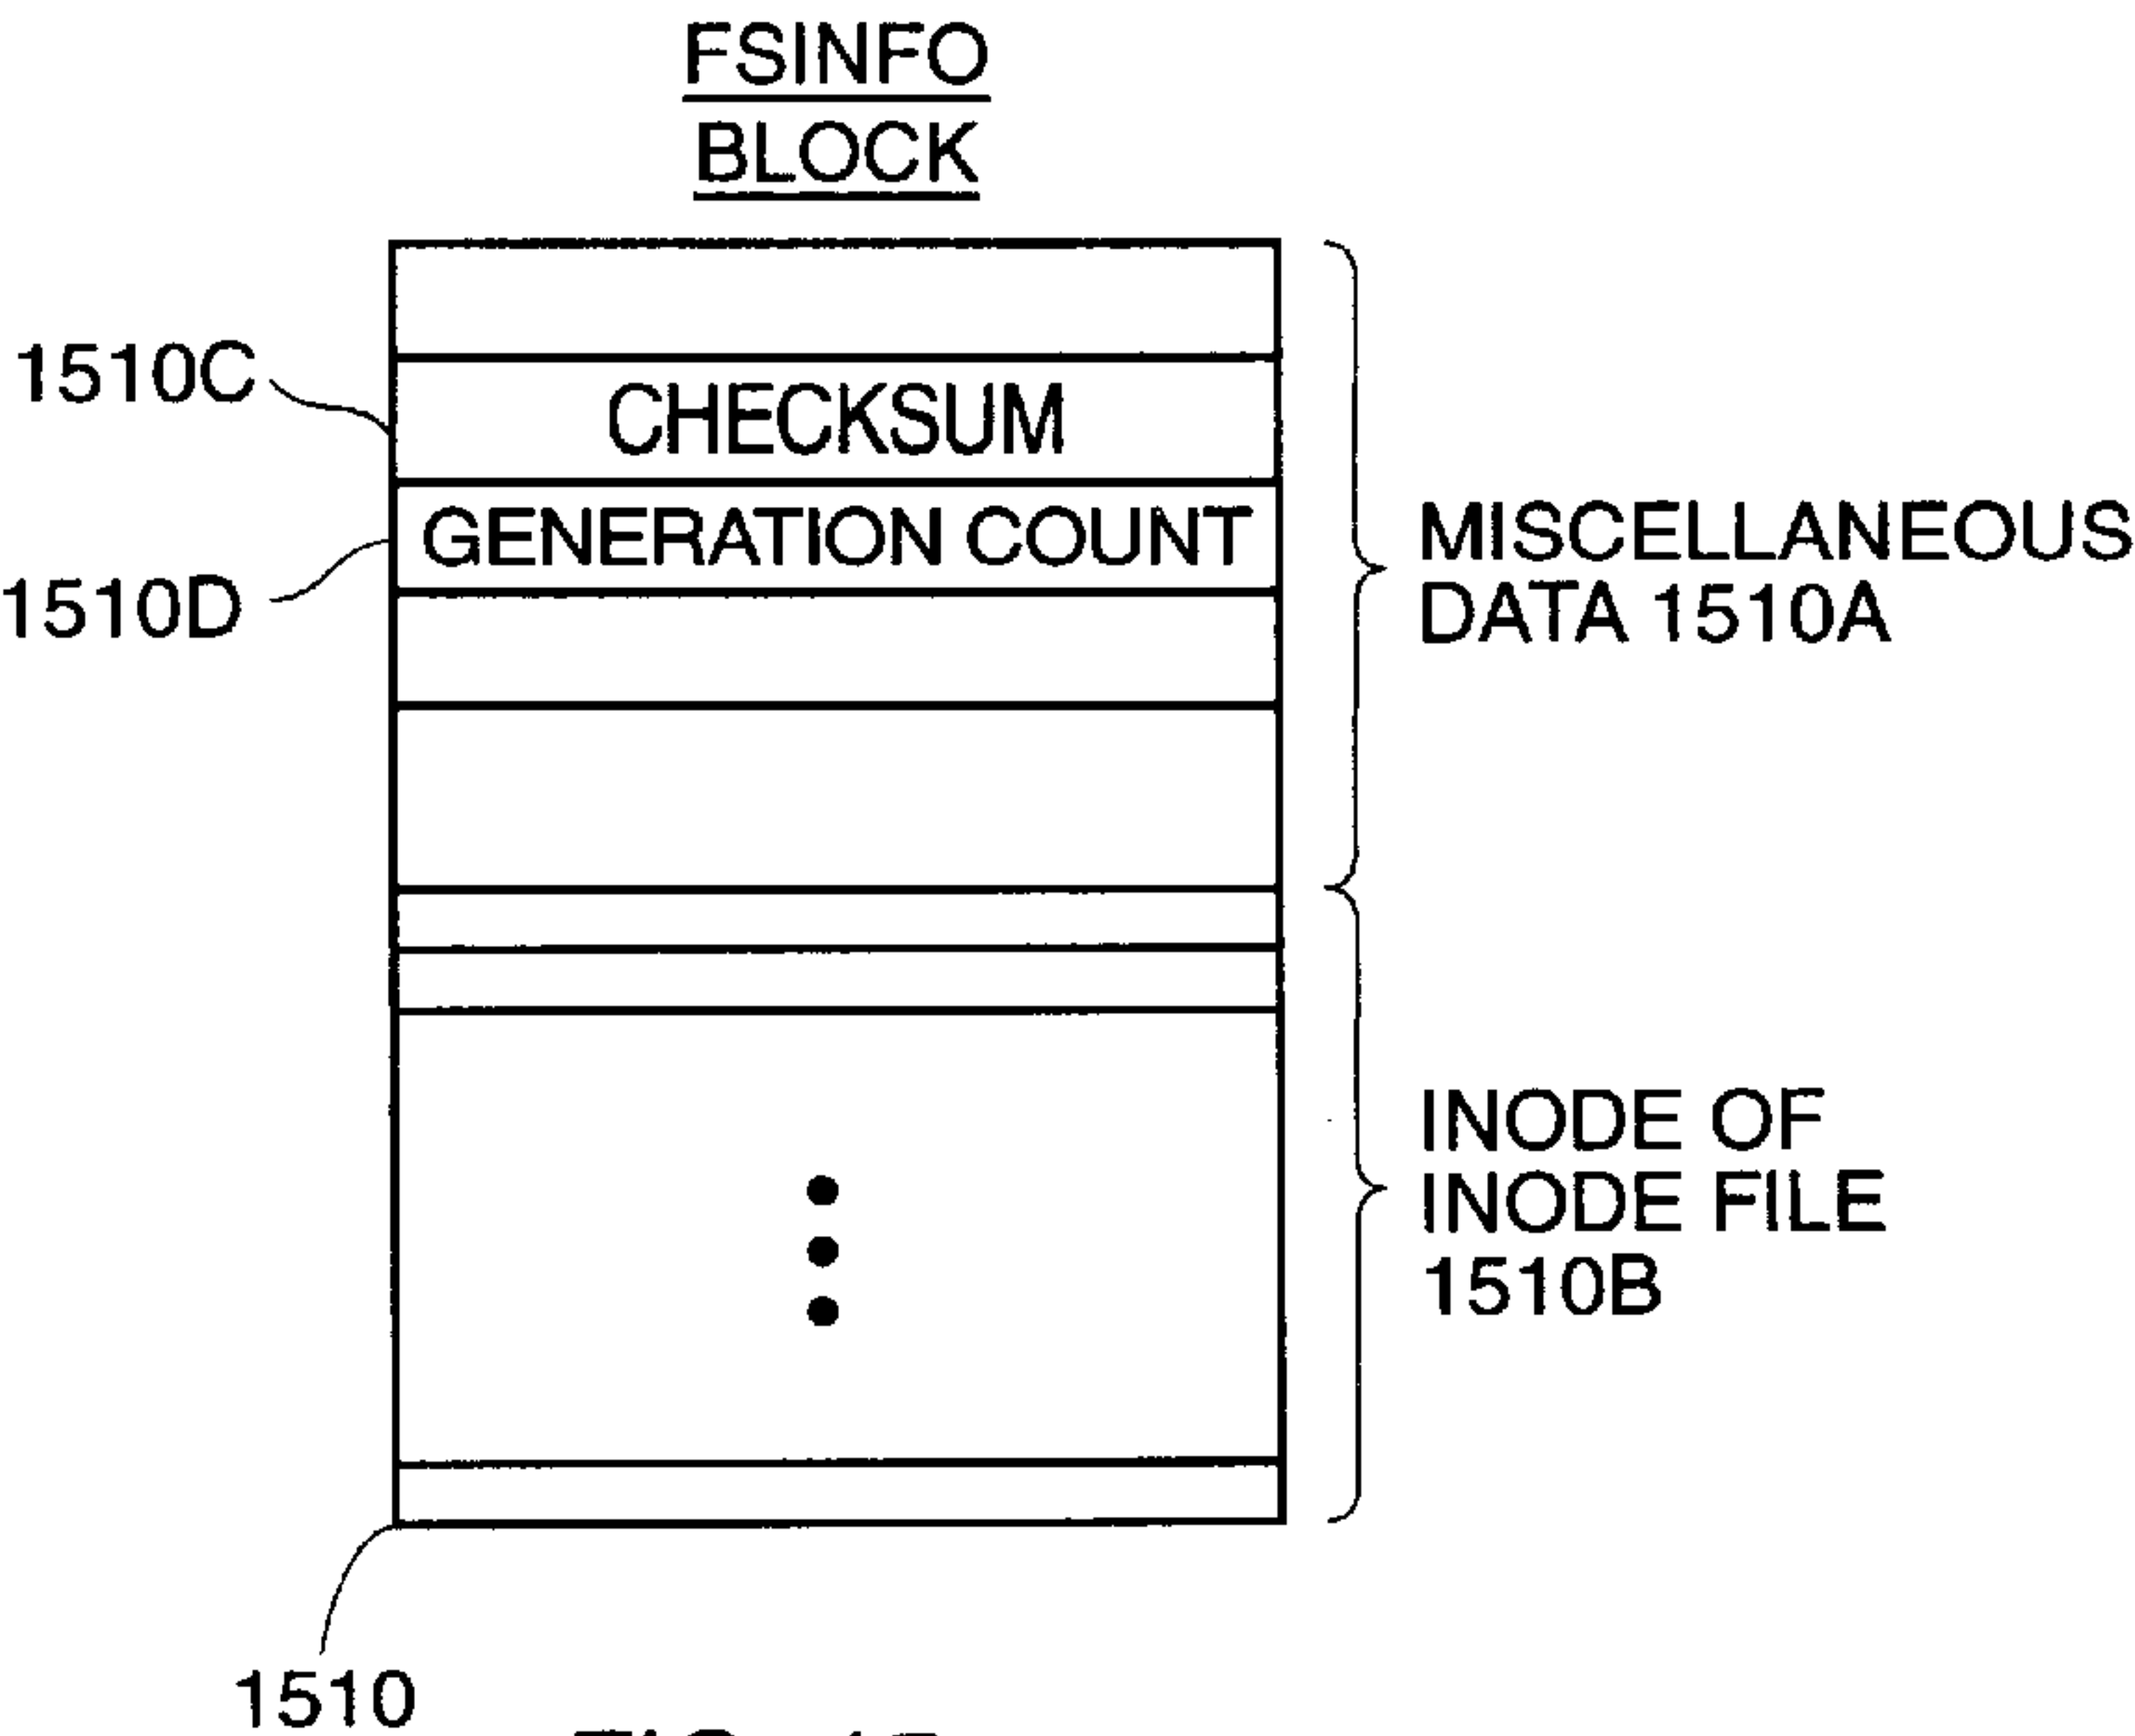 FSINFO
BLOCK
1510C
CHECKSUM
GENERATION COUNT
1510D
MISCELLANEOUS
DATA 1510A
INODE OF
INODE FILE
1510B
1510